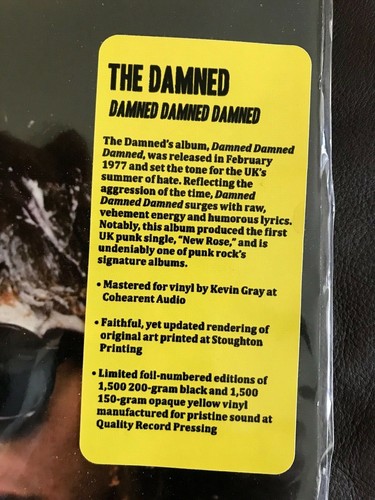 THE DAMNED
DAMNED DAMNED DAMNED
The Damned's album, Damned Damned
Damned, was released in February
1977 and set the tone for the UK's
summer of hate. Reflecting the
aggression of the time, Damned
Damned Damned surges with raw,
vehement energy and humorous lyrics.
Notably, this album produced the first
UK punk single, "New Rose," and is
undeniably one of punk rock's
signature albums.
• Mastered for vinyl by Kevin Gray at
Cohearent Audio
• Faithful, yet updated rendering of
original art printed at Stoughton
Printing
• Limited foil-numbered editions of
1,500 200-gram black and 1,500
150-gram opaque yellow vinyl
manufactured for pristine sound at
Quality Record Pressing